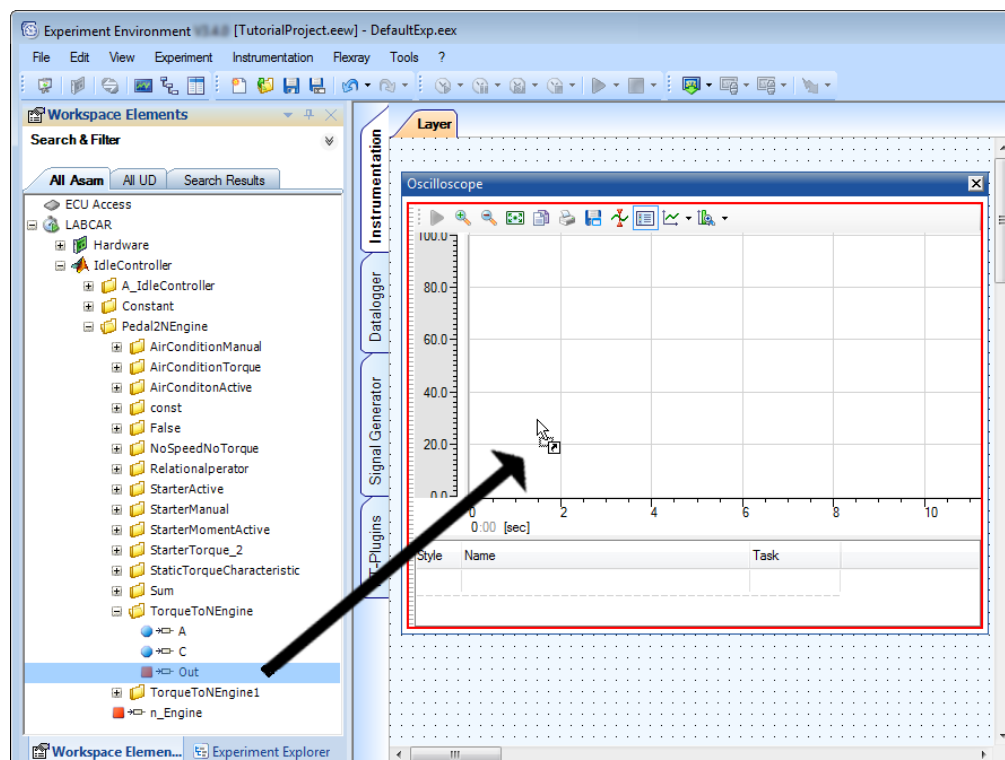 Experiment Environment [TutorialProject.eew] - DefaultExp.eex
File Edit View Experiment Instrumentation Flexray Tools ?
Workspace Elements
Search & Filter
All Asam All UD Search Results
ECU Access
LABCAR
Hardware
IdleController
A_IdleController
Constant
Pedal2NEngine
AirConditionManual
AirConditionTorque
AirConditonActive
const
False
NoSpeedNoTorque
Relationalperator
StarterActive
StarterManual
StarterMomentActive
StarterTorque_2
StaticTorqueCharacteristic
Sum
TorqueToNEngine
A
C
Out
TorqueToNEngine1
n_Engine
Workspace Elemen... Experiment Explorer
Instrumentation
Datalogger
Signal Generator
T-Plugins
Layer
Oscilloscope
100.0
80.0
60.0
40.0
20.0
0.0
0 2 4 6 8 10
0:00 [sec]
Style Name Task